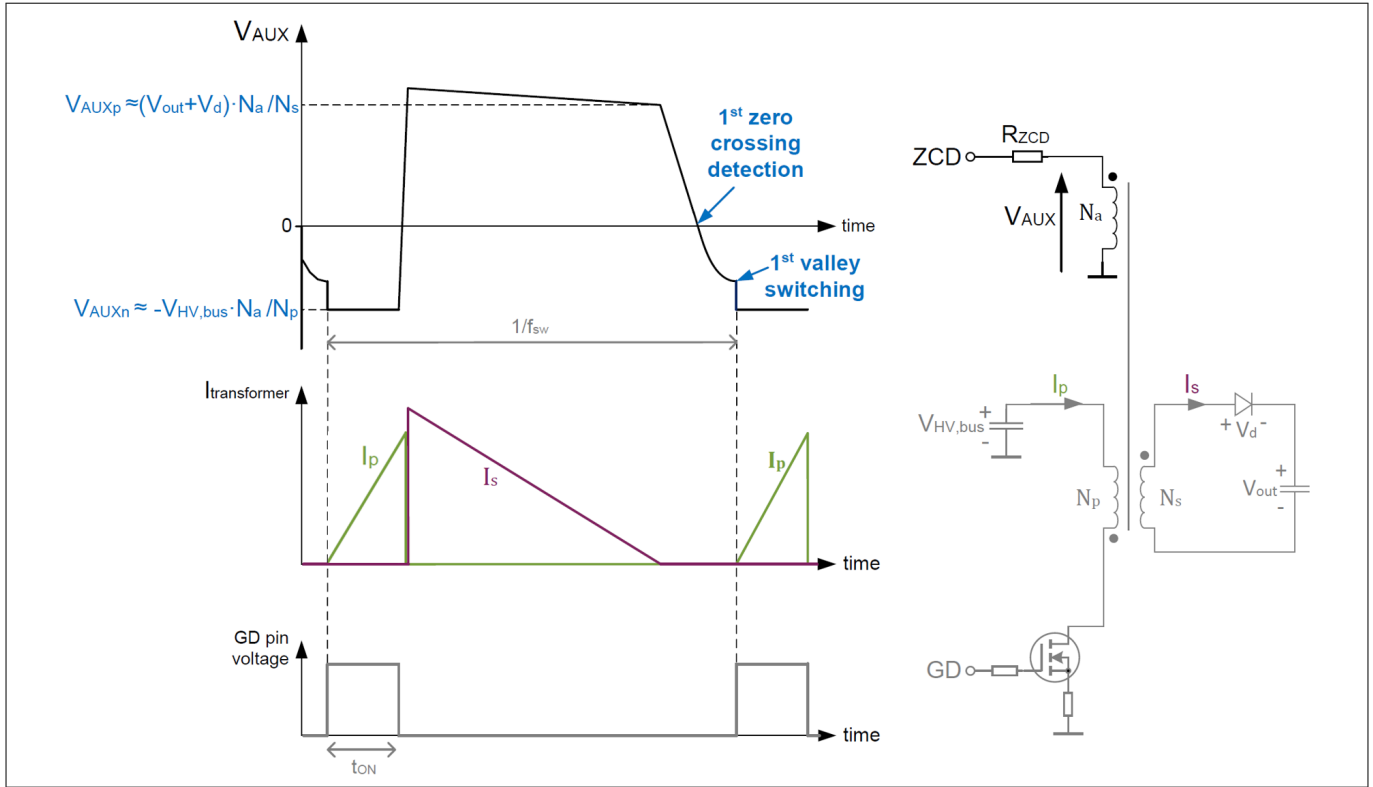 VAUX
VAUXp ≈(Vout+Vd)·Na/Ns
1st zero
crossing
detection
0
time
1st valley
switching
VAUXn ≈ -VHV,bus·Na/Np
1/fsw
Itransformer
Ip
Is
Ip
time
GD pin
voltage
time
tON
RZCD
ZCD
VAUX
Na
Ip
Is
VHV,bus
+
-
+
Vd
-
Np
Ns
Vout
+
-
GD